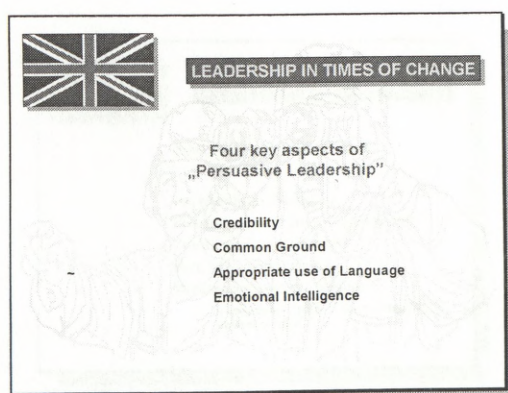 LEADERSHIP IN TIMES OF CHANGE
Four key aspects of
„Persuasive Leadership”
Credibility
Common Ground
~
Appropriate use of Language
Emotional Intelligence